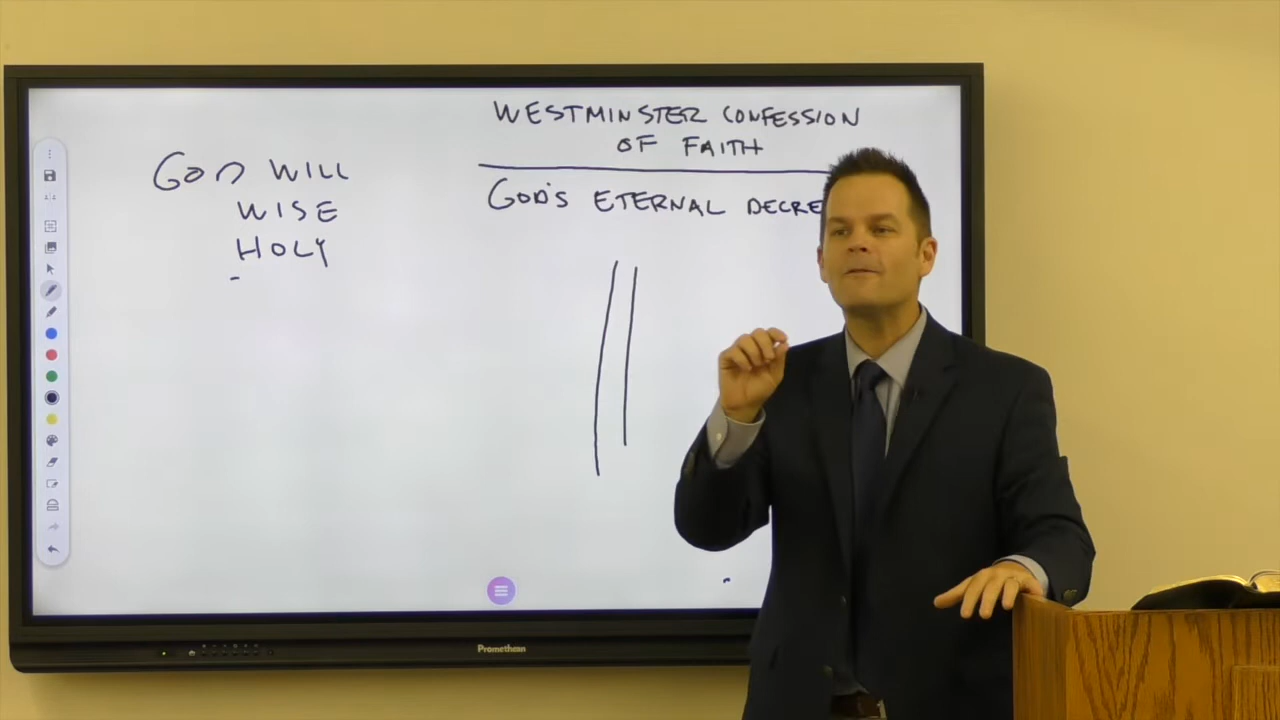 WESTMINSTER CONFESSION
OF FAITH
GOD'S ETERNAL DECRE
GOD WILL
WISE
HOLY
Promethean